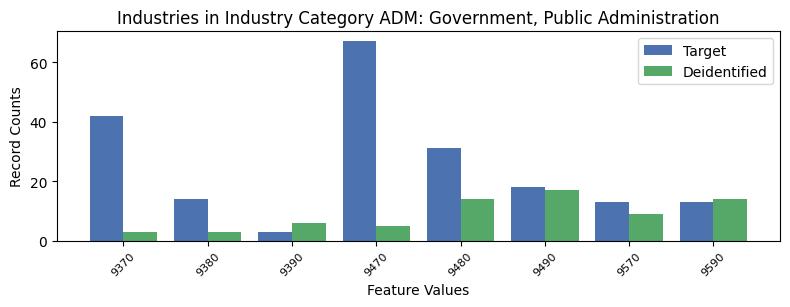 Industries in Industry Category ADM: Government, Public Administration
Target
Deidentified
Record Counts
60
40
20
0
9370 9380 9390 9470 9480 9490 9570 9590
Feature Values